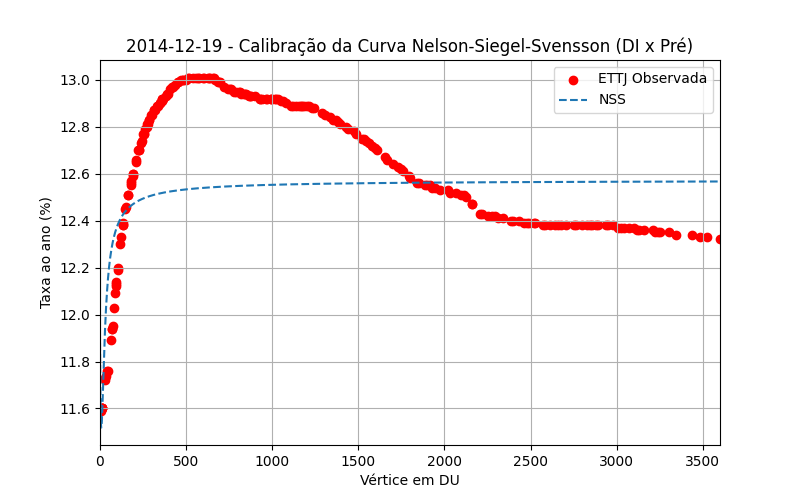 2014-12-19 - Calibração da Curva Nelson-Siegel-Svensson (DI x Pré)
ETTJ Observada
NSS
Taxa ao ano (%)
13.0
12.8
12.6
12.4
12.2
12.0
11.8
11.6
0 500 1000 1500 2000 2500 3000 3500
Vértice em DU